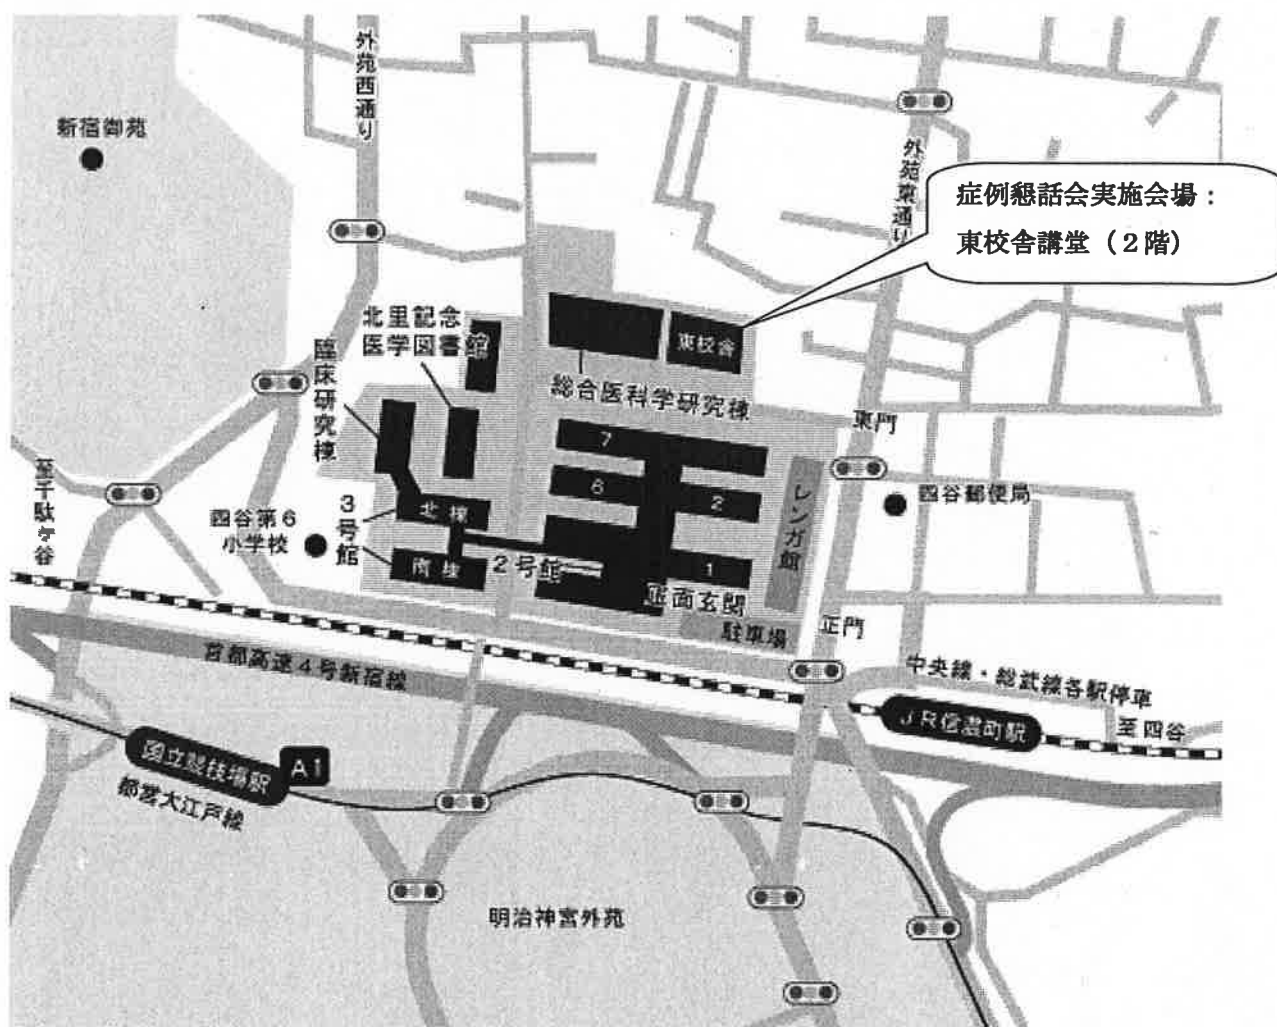 外苑西通り
新宿御苑
外苑東通り
症例懇話会実施会場：
東校舎講堂（２階）
北里記念
医学図書館
臨床研究棟
東校舎
総合医科学研究棟
東門
7
6
2
レンガ館
四谷郵便局
至千駄ヶ谷
四谷第６
小学校
3号館
北棟
南棟
2号館
1
正面玄関
駐車場
正門
首都高速４号新宿線
中央線・総武線各駅停車
JR信濃町駅
至四谷
国立競技場駅
A1
都営大江戸線
明治神宮外苑